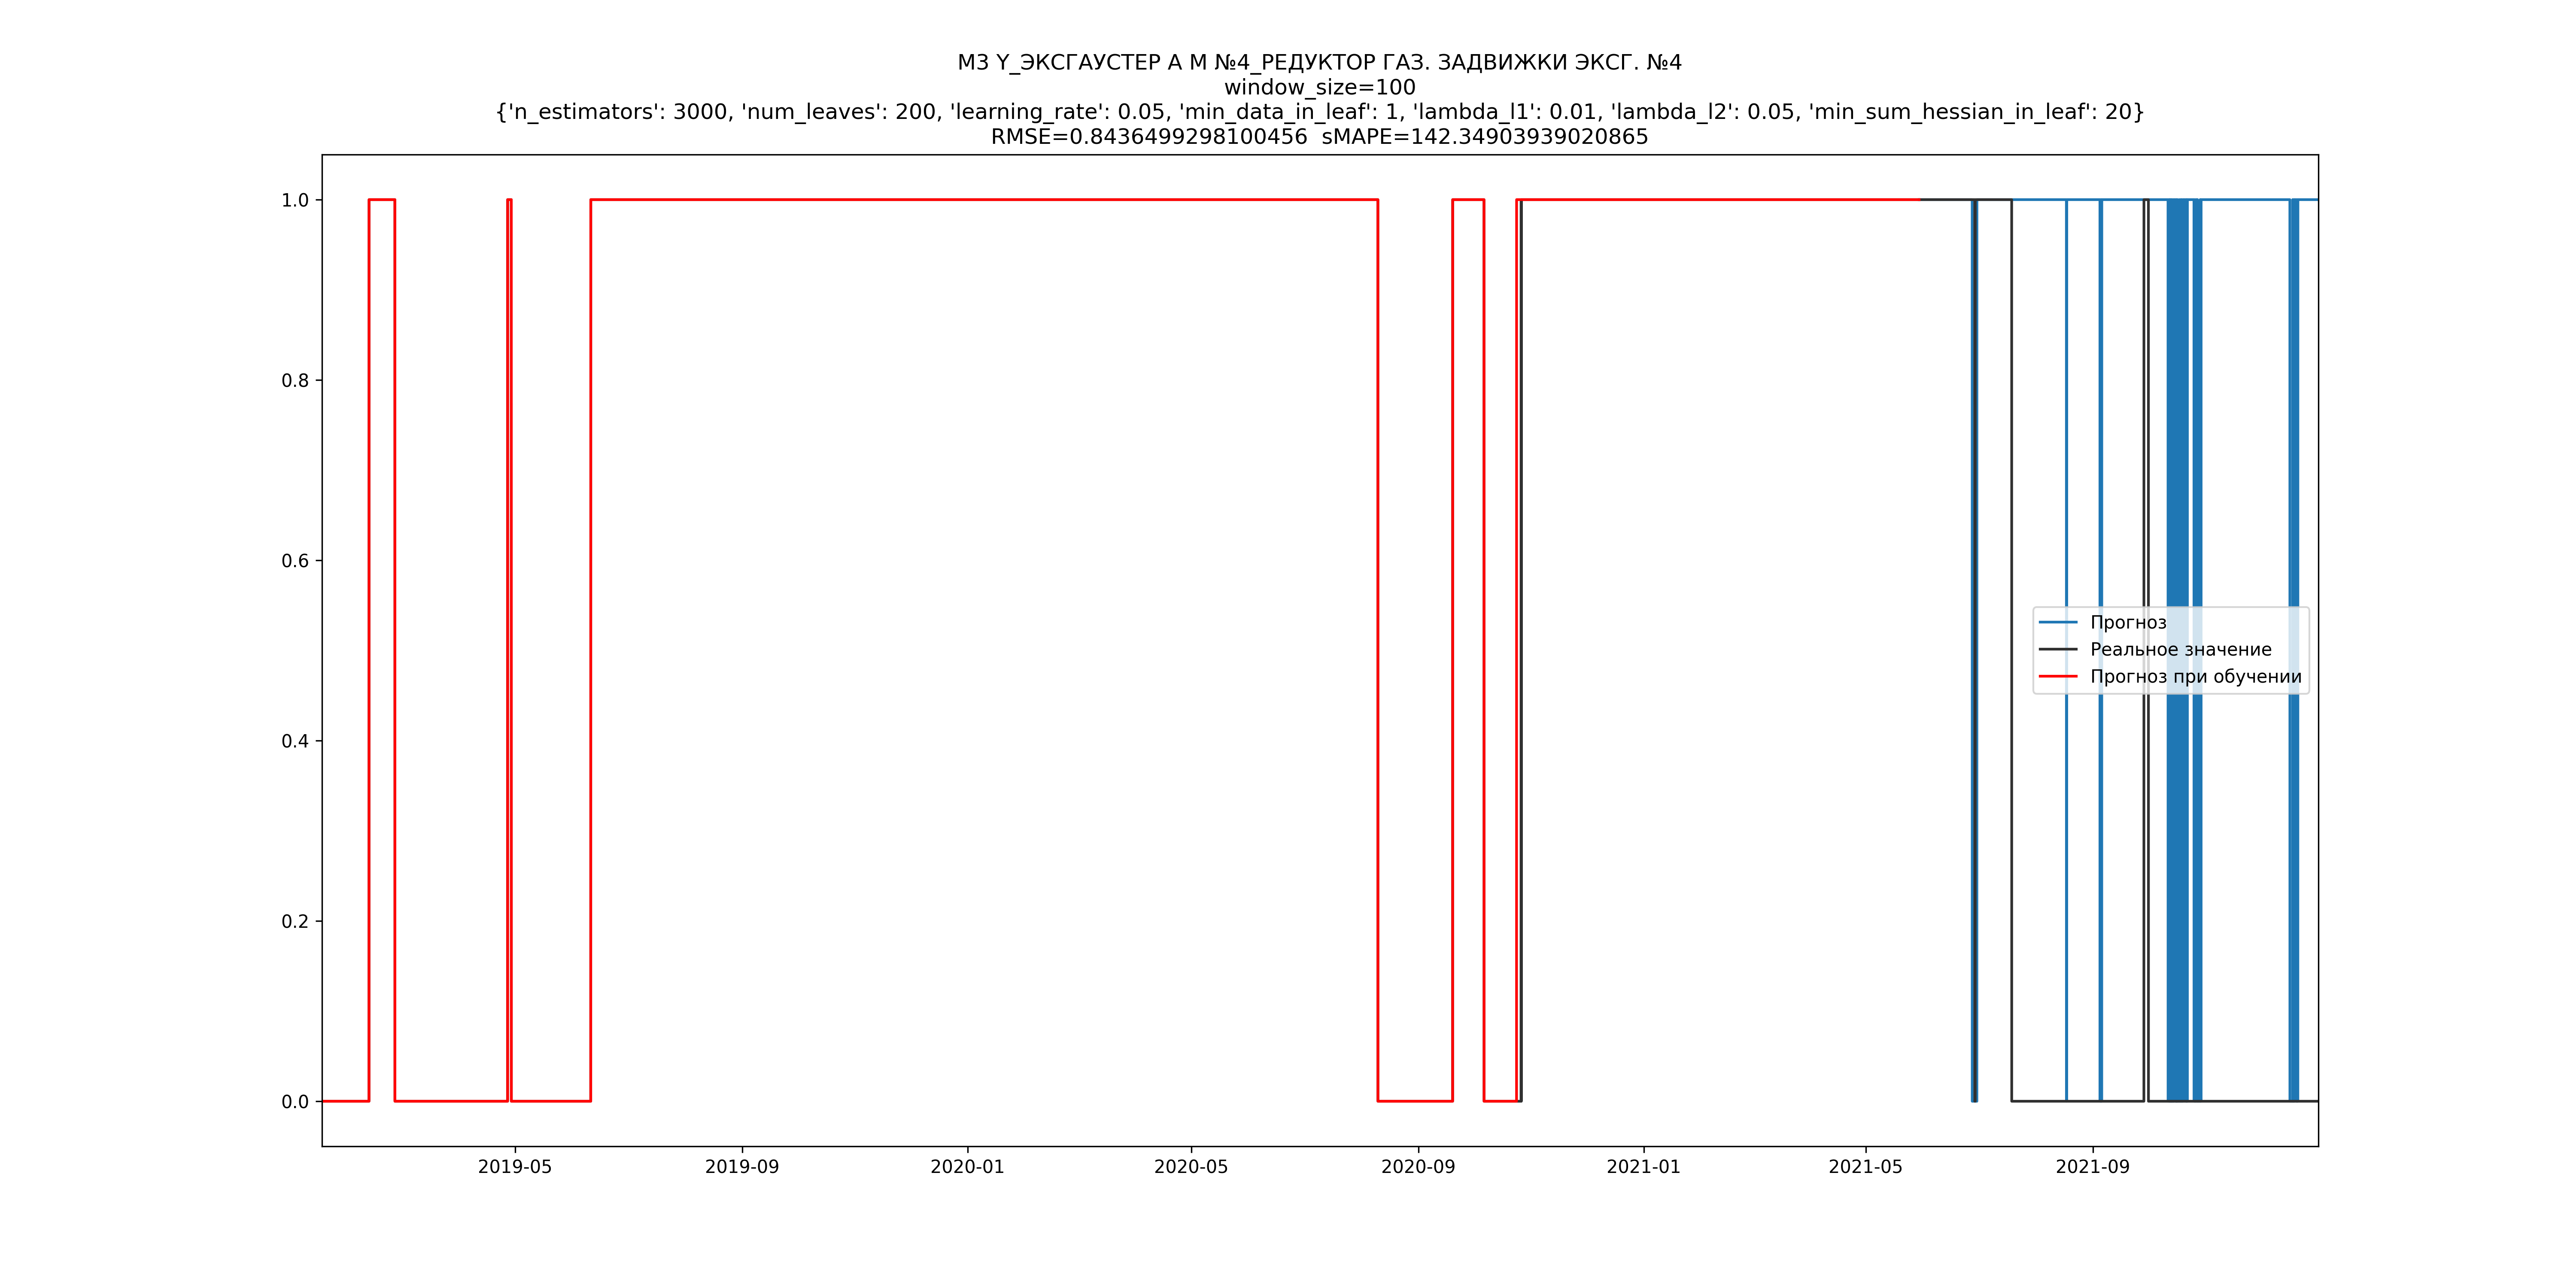 М3 Y_ЭКСГАУСТЕР А М №4_РЕДУКТОР ГАЗ. ЗАДВИЖКИ ЭКСГ. №4
window_size=100
{'n_estimators': 3000, 'num_leaves': 200, 'learning_rate': 0.05, 'min_data_in_leaf': 1, 'lambda_l1': 0.01, 'lambda_l2': 0.05, 'min_sum_hessian_in_leaf': 20}
RMSE=0.8436499298100456  sMAPE=142.34903939020865
1.0
0.8
0.6
0.4
0.2
0.0
Прогноз
Реальное значение
Прогноз при обучении
2019-05
2019-09
2020-01
2020-05
2020-09
2021-01
2021-05
2021-09